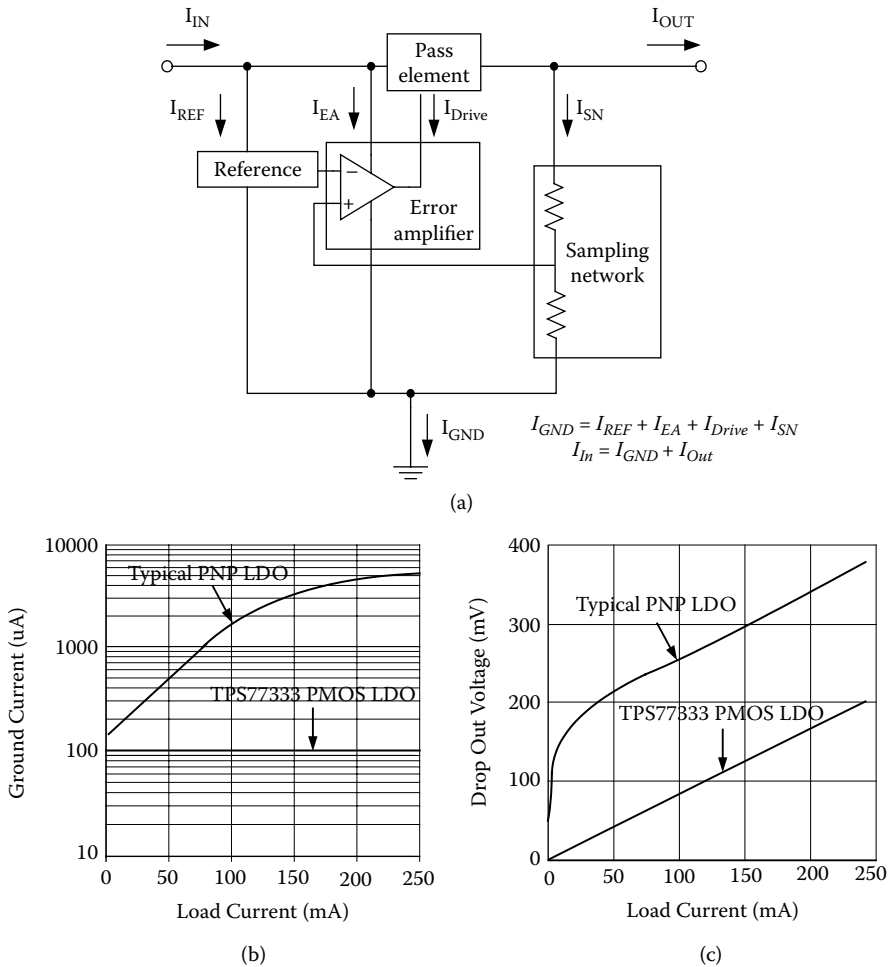 I_IN
I_OUT
Pass
element
I_REF
I_EA
I_Drive
I_SN
Reference
−
+
Error
amplifier
Sampling
network
I_GND
I_GND = I_REF + I_EA + I_Drive + I_SN
I_In = I_GND + I_Out
(a)
10000
1000
100
10
Ground Current (uA)
Typical PNP LDO
TPS77333 PMOS LDO
0
50
100
150
200
250
Load Current (mA)
(b)
400
300
200
100
0
Drop Out Voltage (mV)
Typical PNP LDO
TPS77333 PMOS LDO
0
50
100
150
200
250
Load Current (mA)
(c)